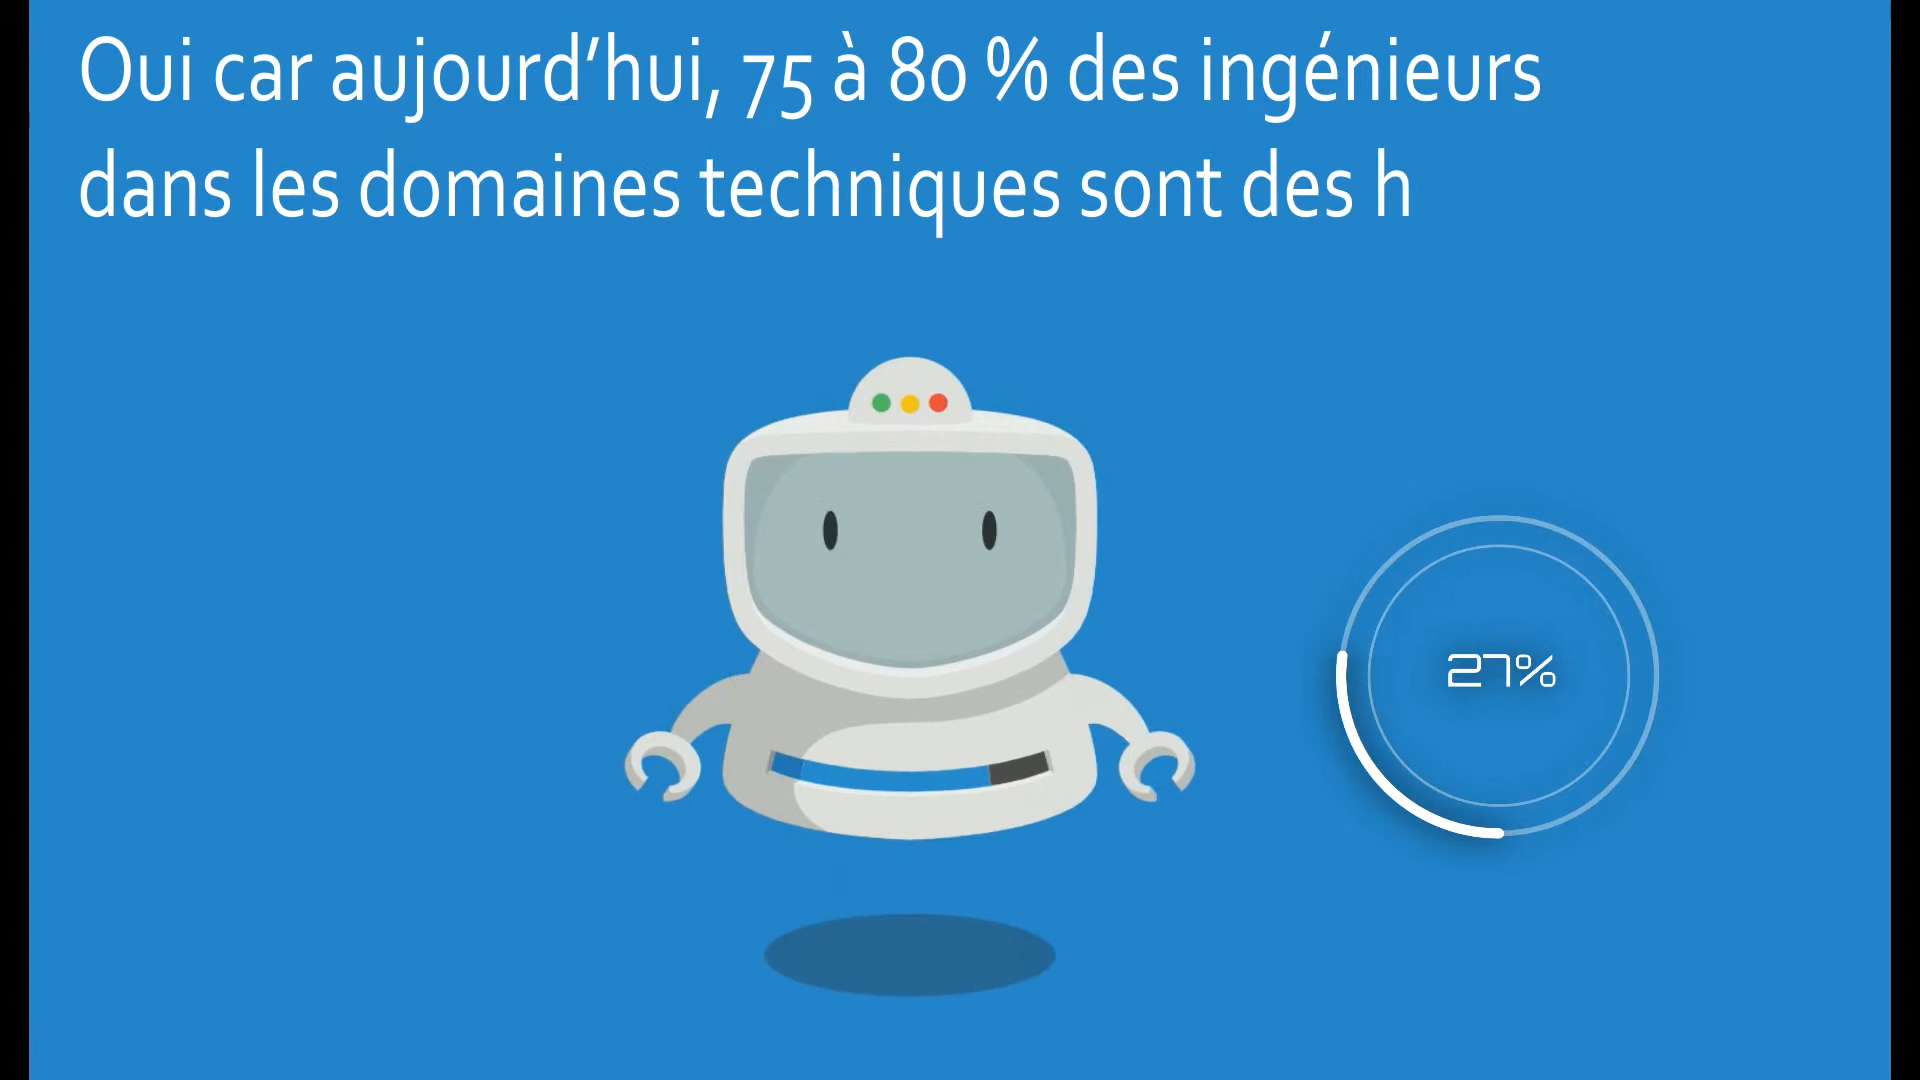 Oui car aujourd’hui, 75 à 80 % des ingénieurs
dans les domaines techniques sont des h
27%